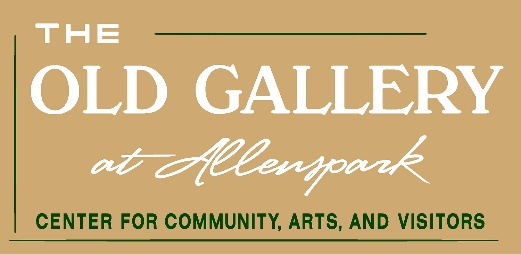 THE
OLD GALLERY
at Allenspark
CENTER FOR COMMUNITY, ARTS, AND VISITORS